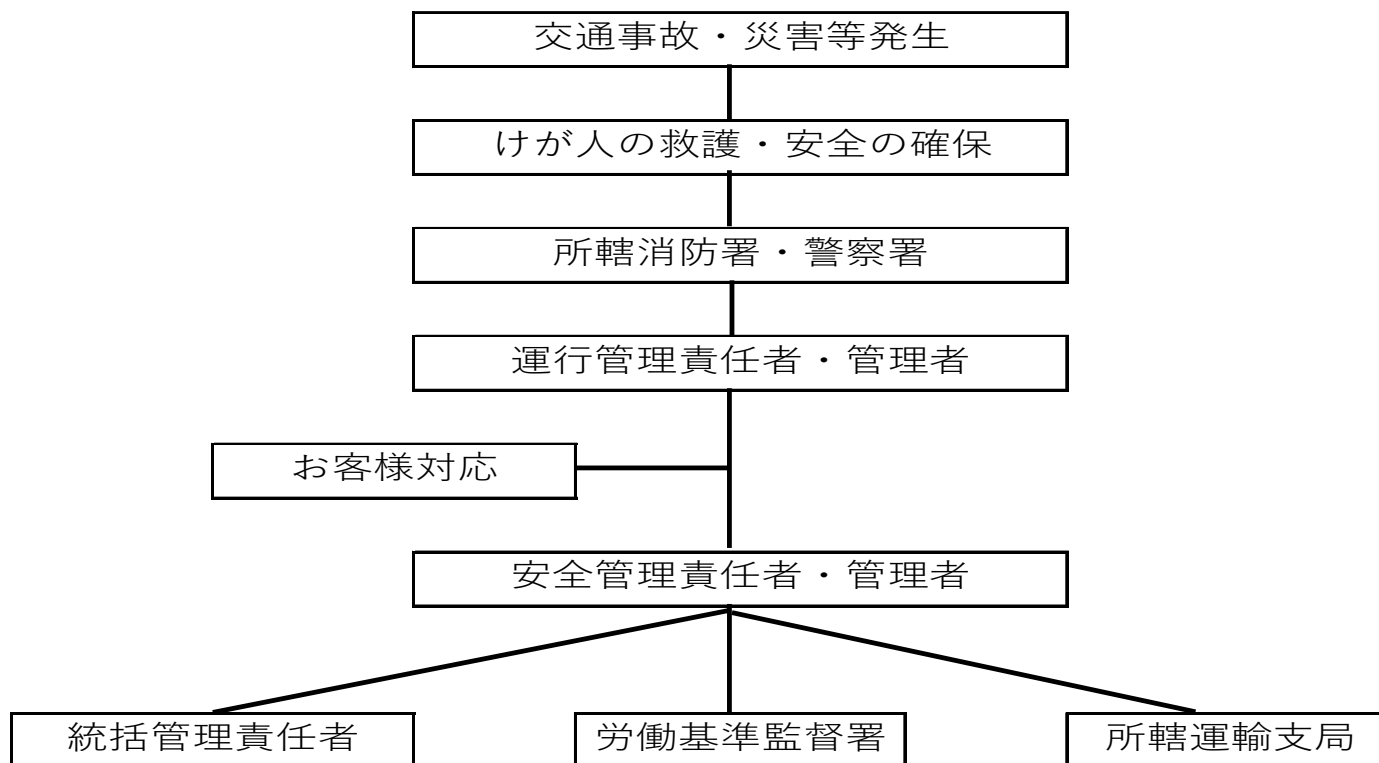 交通事故・災害等発生
けが人の救護・安全の確保
所轄消防署・警察署
運行管理責任者・管理者
お客様対応
安全管理責任者・管理者
統括管理責任者
労働基準監督署
所轄運輸支局